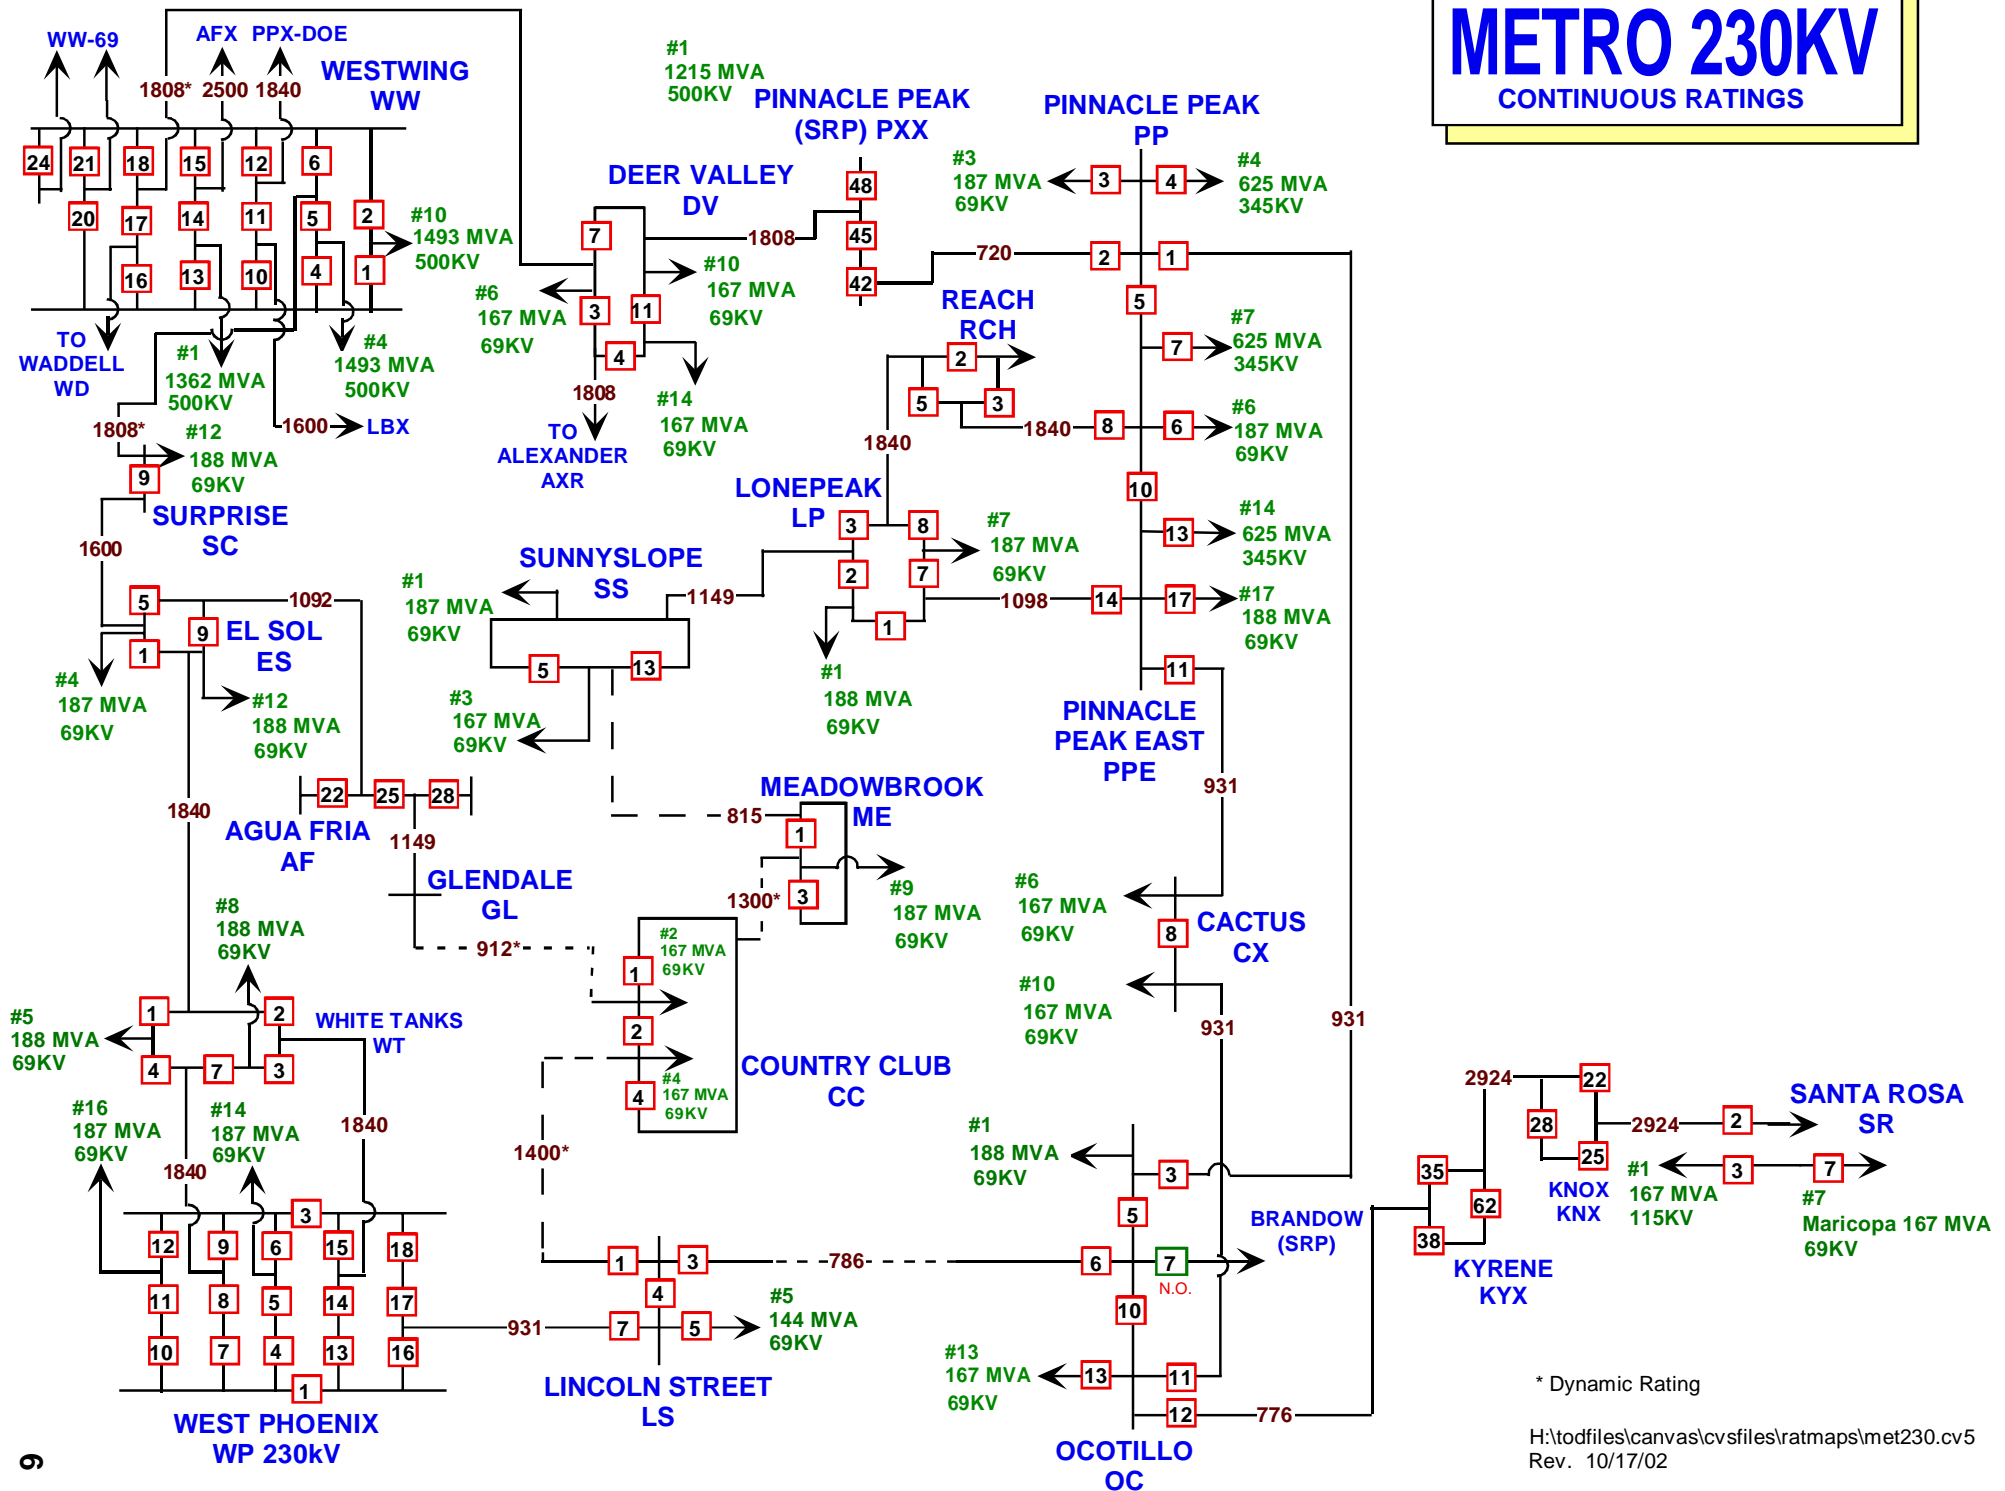 METRO 230KV
CONTINUOUS RATINGS
WW-69
AFX PPX-DOE
1808* 2500 1840
WESTWING
WW
24 21 18 15 12 6
20 17 14 11 5 2
16 13 10 4 1
#10
1493 MVA
500KV
TO
WADDELL
WD
#1
1362 MVA
500KV
#4
1493 MVA
500KV
1600
LBX
1808*
#12
188 MVA
69KV
9
SURPRISE
SC
1600
#1
1215 MVA
500KV
PINNACLE PEAK
(SRP) PXX
48
45
42
DEER VALLEY
DV
7
3
11
4
1808
#10
167 MVA
69KV
#6
167 MVA
69KV
1808
TO
ALEXANDER
AXR
#14
167 MVA
69KV
PINNACLE PEAK
PP
#3
187 MVA
69KV
3
4
#4
625 MVA
345KV
720
2
1
5
7
#7
625 MVA
345KV
REACH
RCH
2
5
3
1840
8
6
#6
187 MVA
69KV
1840
10
13
#14
625 MVA
345KV
LONEPEAK
LP
3
8
2
7
1
#7
187 MVA
69KV
1098
14
17
#17
188 MVA
69KV
#1
188 MVA
69KV
11
PINNACLE
PEAK EAST
PPE
931
SUNNYSLOPE
SS
#1
187 MVA
69KV
1149
5
13
#3
167 MVA
69KV
5
9
1
EL SOL
ES
1092
#4
187 MVA
69KV
#12
188 MVA
69KV
1840
22 25 28
AGUA FRIA
AF
1149
GLENDALE
GL
912*
MEADOWBROOK
ME
815
1
3
1300*
#9
187 MVA
69KV
#2
167 MVA
69KV
1
2
4
#4
167 MVA
69KV
COUNTRY CLUB
CC
1400*
#6
167 MVA
69KV
8
CACTUS
CX
#10
167 MVA
69KV
931
931
#8
188 MVA
69KV
#5
188 MVA
69KV
1
2
4
7
3
WHITE TANKS
WT
#16
187 MVA
69KV
#14
187 MVA
69KV
1840
1840
3
12 9 6 15 18
11 8 5 14 17
10 7 4 13 16
1
WEST PHOENIX
WP 230kV
931
1
3
4
7
5
#5
144 MVA
69KV
LINCOLN STREET
LS
786
#1
188 MVA
69KV
3
5
6
7
N.O.
BRANDOW
(SRP)
10
#13
167 MVA
69KV
13
11
12
776
OCOTILLO
OC
2924
22
28
25
KNOX
KNX
35
62
38
KYRENE
KYX
2924
2
SANTA ROSA
SR
#1
167 MVA
115KV
3
7
#7
Maricopa 167 MVA
69KV
* Dynamic Rating
H:\todfiles\canvas\cvsfiles\ratmaps\met230.cv5
Rev. 10/17/02
9